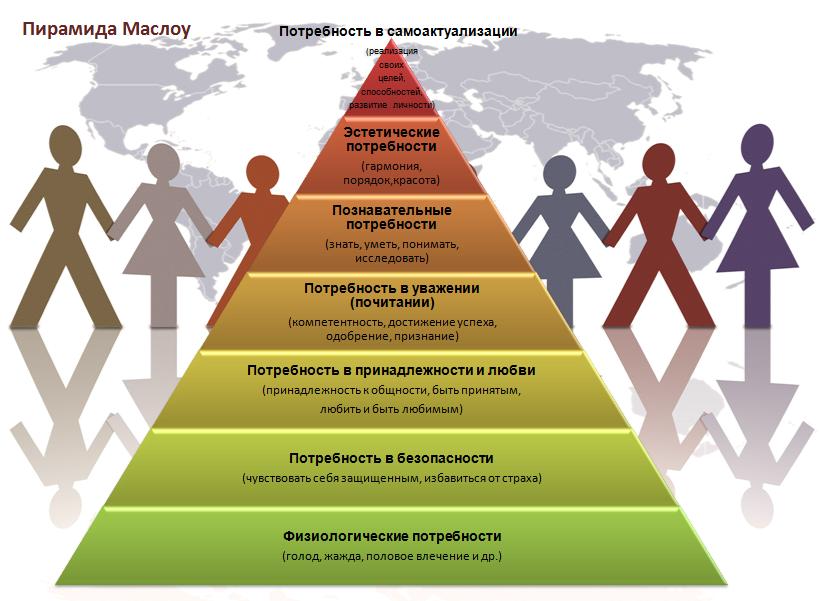 Пирамида Маслоу
Потребность в самоактуализации
(реализация
своих
целей,
способностей,
развитие личности)
Эстетические
потребности
(гармония,
порядок,красота)
Познавательные
потребности
(знать, уметь, понимать,
исследовать)
Потребность в уважении
(почитании)
(компетентность, достижение успеха,
одобрение, признание)
Потребность в принадлежности и любви
(принадлежность к общности, быть принятым,
любить и быть любимым)
Потребность в безопасности
(чувствовать себя защищенным, избавиться от страха)
Физиологические потребности
(голод, жажда, половое влечение и др.)